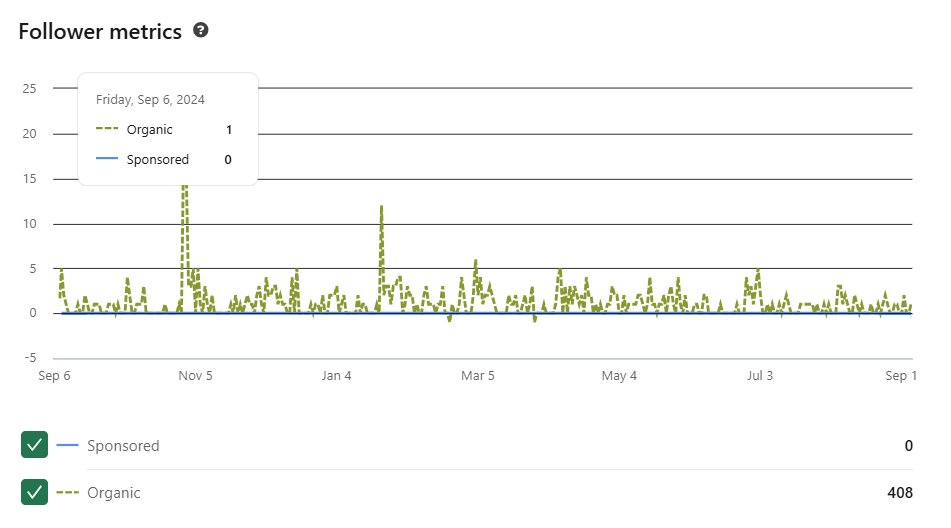 Follower metrics ?
25
Friday, Sep 6, 2024
Organic 1
20
Sponsored 0
15
10
5
0
-5
Sep 6 Nov 5 Jan 4 Mar 5 May 4 Jul 3 Sep 1
Sponsored 0
Organic 408